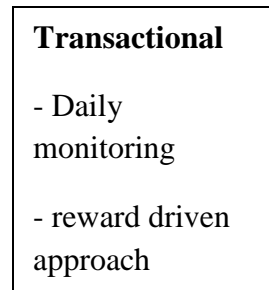 Transactional
- Daily
monitoring
- reward driven
approach